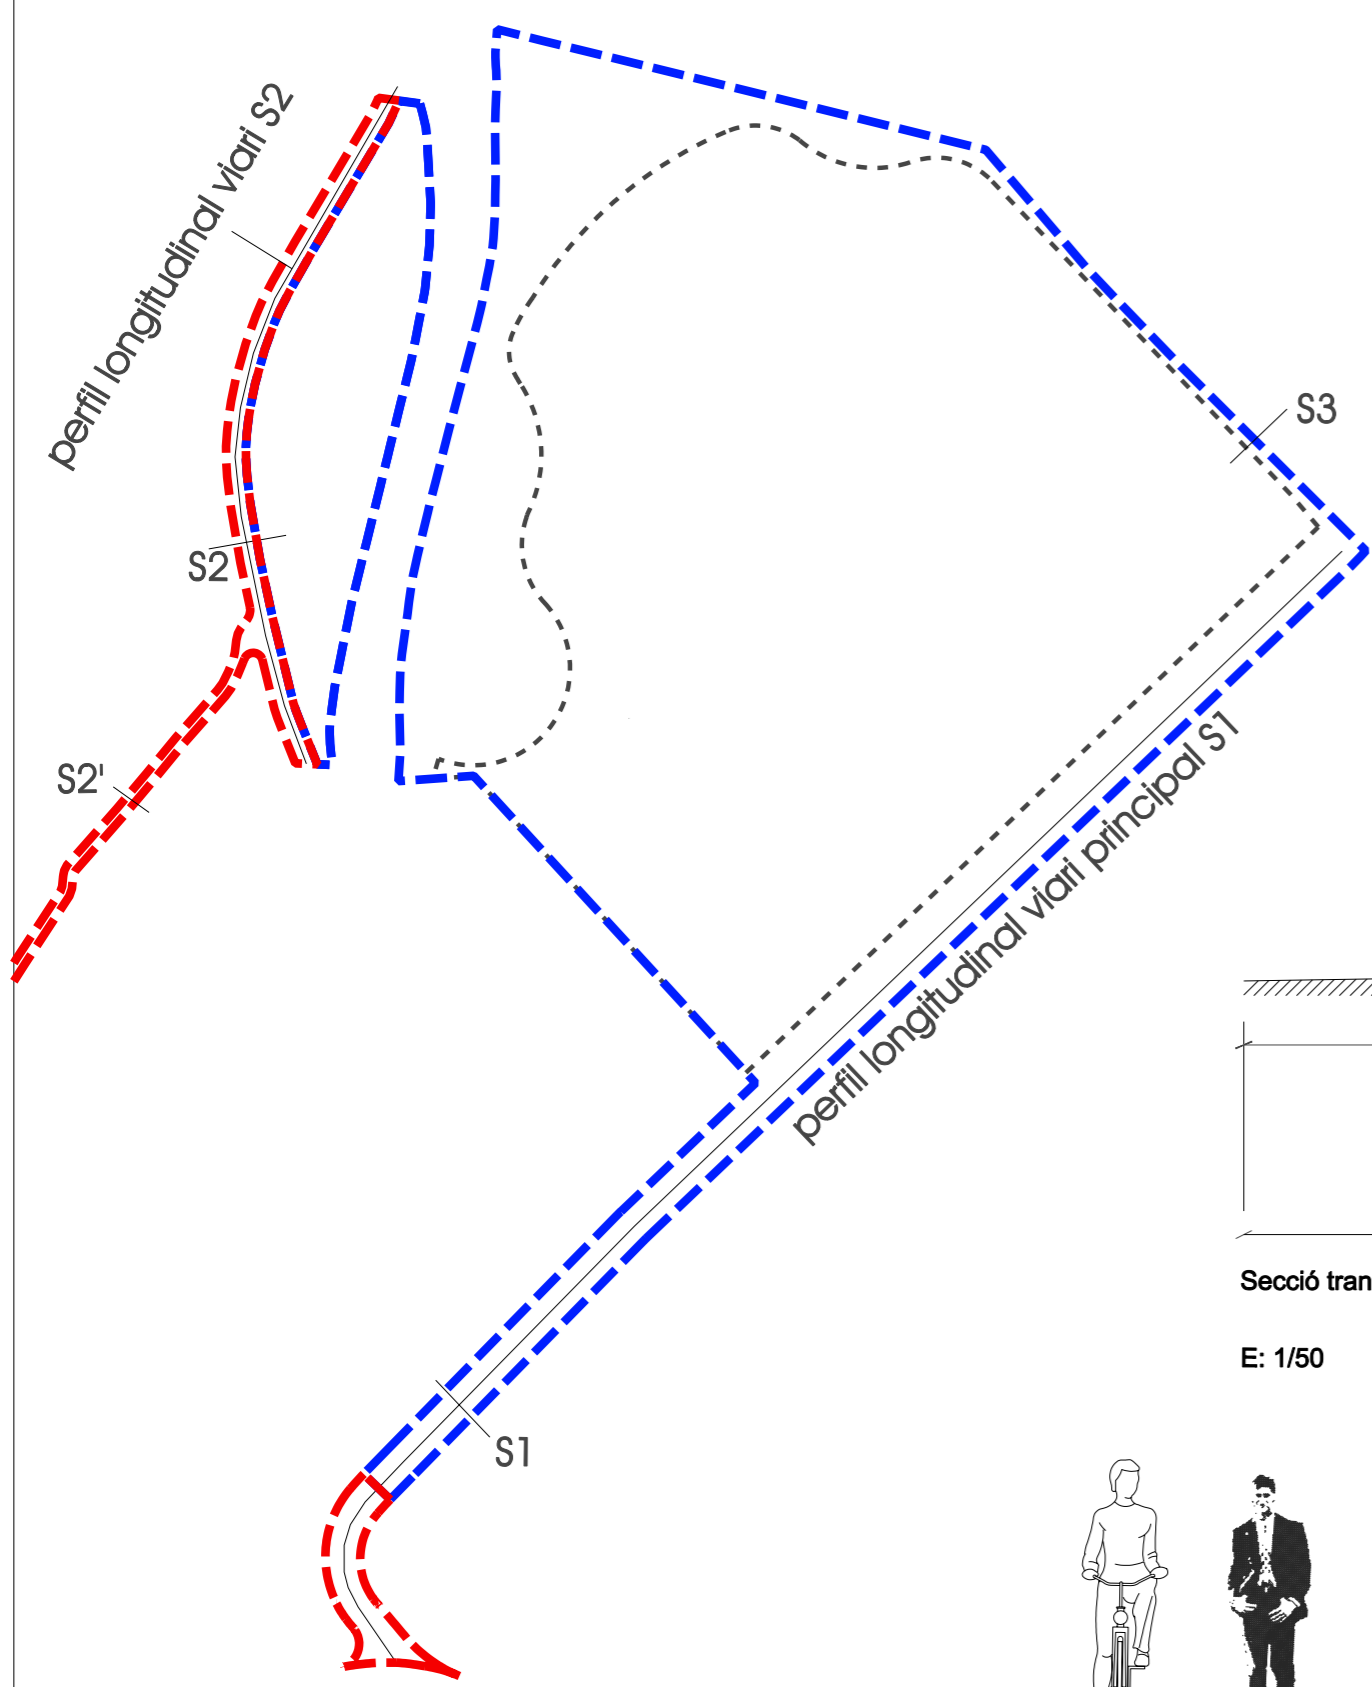 perfil longitudinal viari S2
S3
S2
S2'
perfil longitudinal viari principal S1
Secció tran
E: 1/50
S1